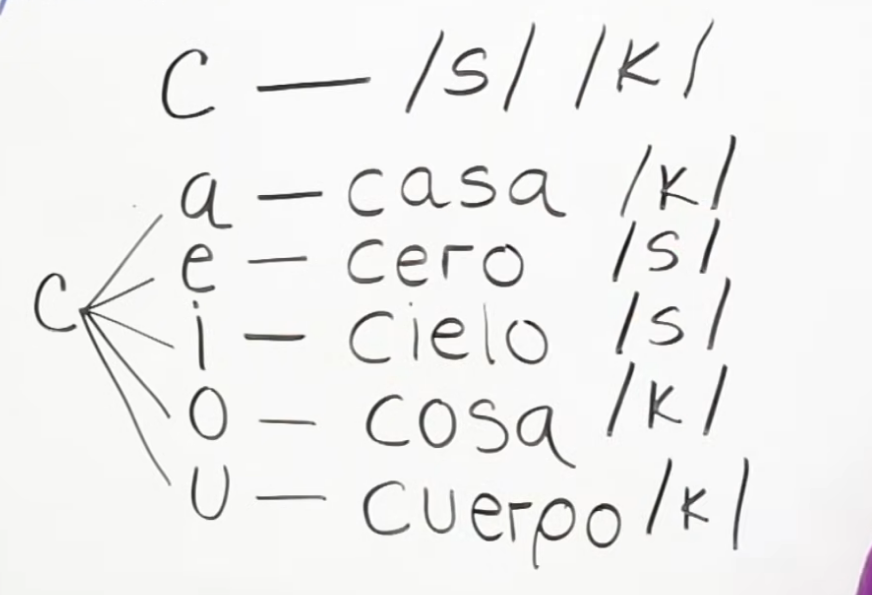 C — /s/ /k/
a — casa /k/
e — cero /s/
C i — cielo /s/
o — cosa /k/
u — cuerpo /k/